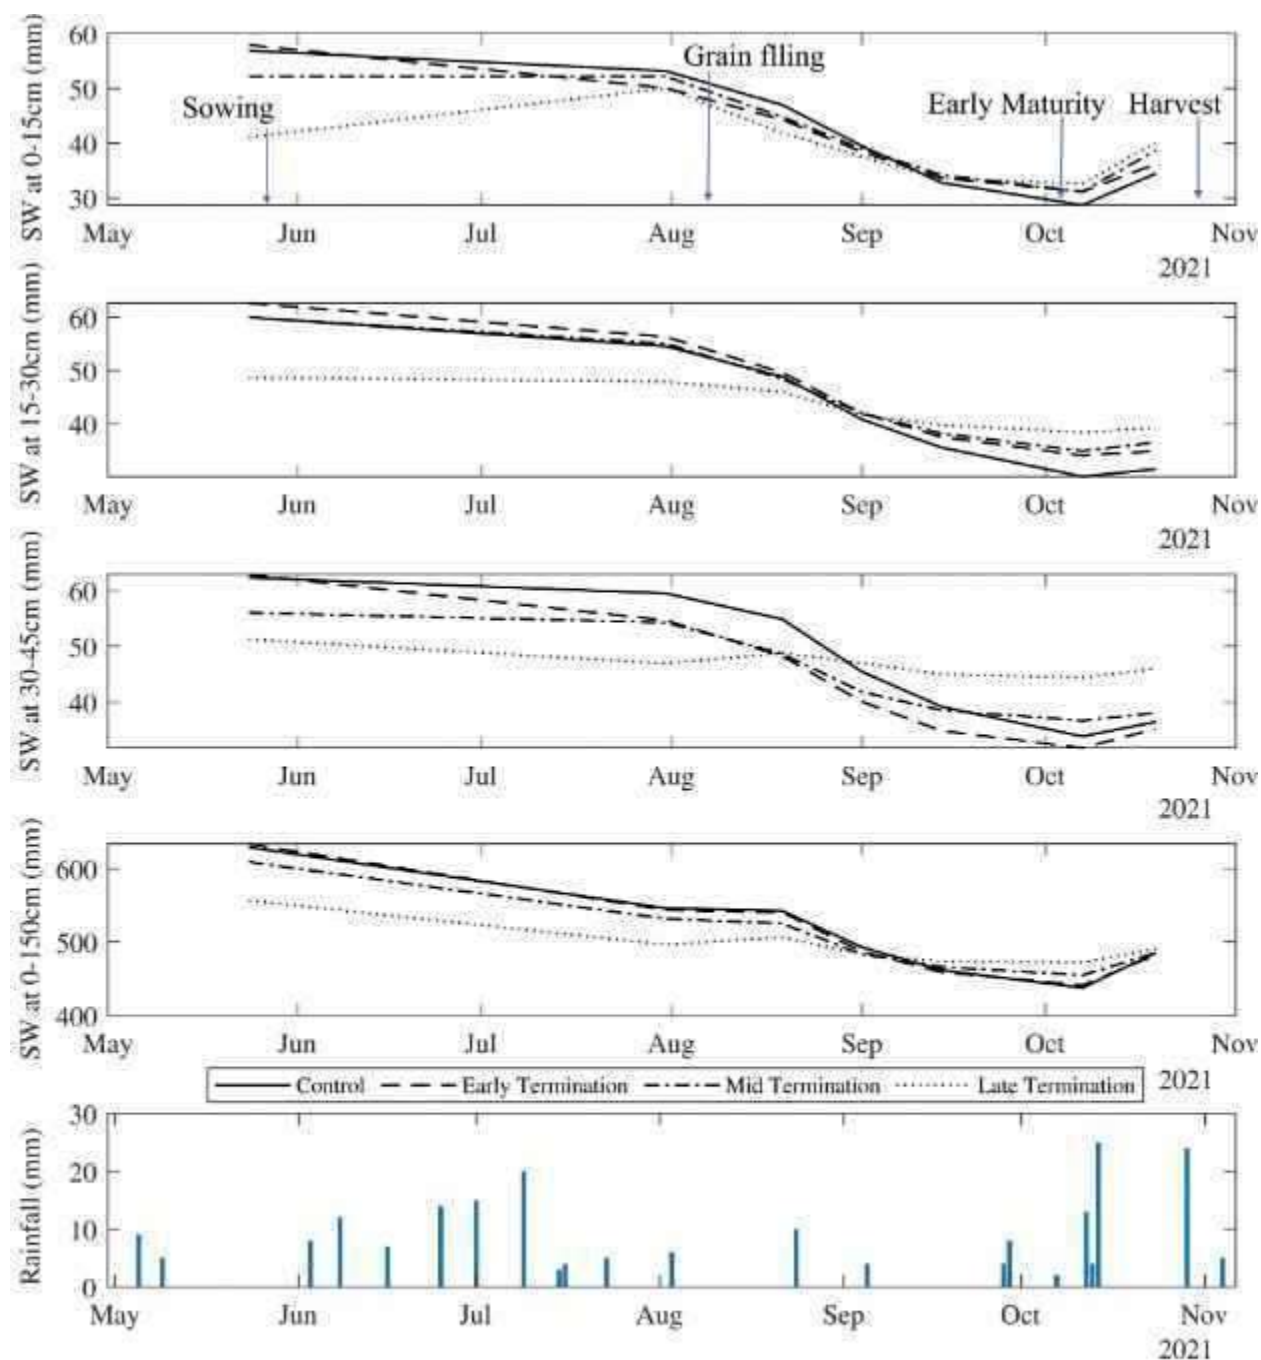 SW at 0-15cm (mm)
60
50
40
30
Sowing
Grain flling
Early Maturity
Harvest
May Jun Jul Aug Sep Oct Nov
2021
SW at 15-30cm (mm)
60
50
40
May Jun Jul Aug Sep Oct Nov
2021
SW at 30-45cm (mm)
60
50
40
May Jun Jul Aug Sep Oct Nov
2021
SW at 0-150cm (mm)
600
500
400
May Jun Jul Aug Sep Oct Nov
2021
Control Early Termination Mid Termination Late Termination
Rainfall (mm)
30
20
10
0
May Jun Jul Aug Sep Oct Nov
2021